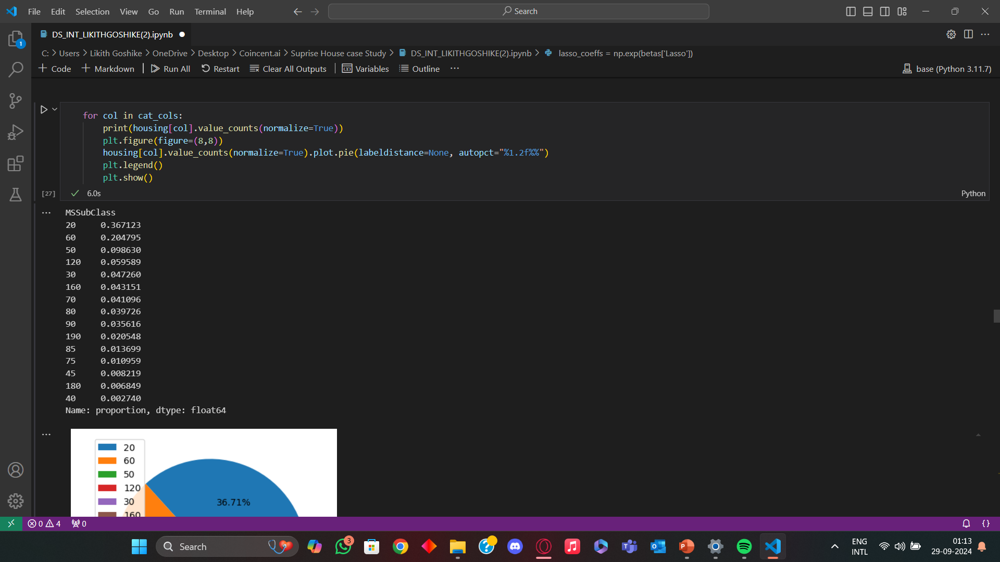 File Edit Selection View Go Run Terminal Help
Search
DS_INT_LIKITHGOSHIKE(2).ipynb
C: > Users > Likith Goshike > OneDrive > Desktop > Coincent.ai > Suprise House case Study > DS_INT_LIKITHGOSHIKE(2).ipynb > lasso_coeffs = np.exp(betas['Lasso'])
+ Code + Markdown | Run All Restart Clear All Outputs | Variables Outline ... base (Python 3.11.7)
for col in cat_cols:
    print(housing[col].value_counts(normalize=True))
    plt.figure(figure=(8,8))
    housing[col].value_counts(normalize=True).plot.pie(labeldistance=None, autopct="%1.2f%%")
    plt.legend()
    plt.show()
[27] 6.0s Python
MSSubClass
20 0.367123
60 0.204795
50 0.098630
120 0.059589
30 0.047260
160 0.043151
70 0.041096
80 0.039726
90 0.035616
190 0.020548
85 0.013699
75 0.010959
45 0.008219
180 0.006849
40 0.002740
Name: proportion, dtype: float64
20
60
50
120
30
160
36.71%
0 4 0
Search
3
1
ENG
INTL
01:13
29-09-2024